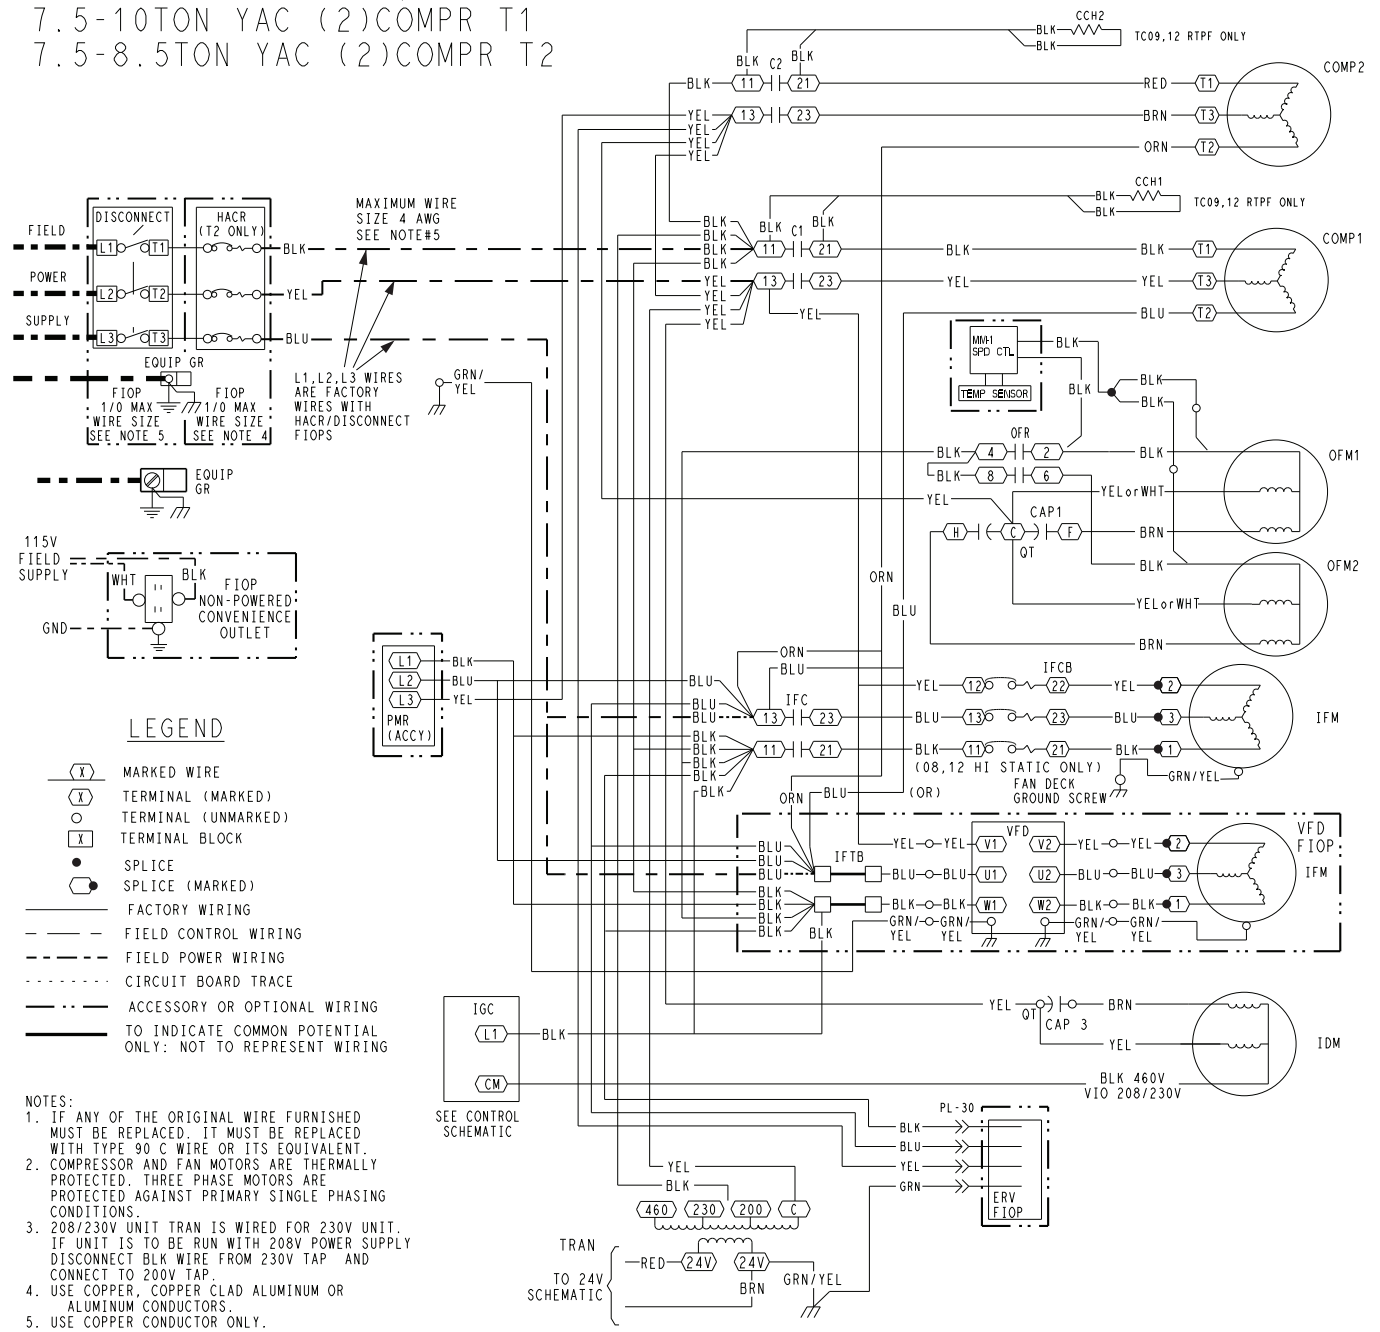 7.5-10TON YAC (2)COMPR T1
7.5-8.5TON YAC (2)COMPR T2
CCH2
BLK
BLK
TC09,12 RTPF ONLY
BLK
C2
BLK
BLK
11
21
RED
T1
COMP2
YEL
YEL
YEL
YEL
13
23
BRN
T3
ORN
T2
CCH1
BLK
BLK
TC09,12 RTPF ONLY
BLK
BLK
BLK
BLK
BLK
C1
BLK
11
21
BLK
BLK
T1
COMP1
YEL
YEL
YEL
YEL
13
23
YEL
YEL
T3
YEL
BLU
T2
FIELD
POWER
SUPPLY
DISCONNECT
HACR
(T2 ONLY)
L1
T1
BLK
L2
T2
YEL
L3
T3
BLU
MAXIMUM WIRE
SIZE 4 AWG
SEE NOTE#5
EQUIP GR
FIOP
1/0 MAX
WIRE SIZE
SEE NOTE 5
FIOP
1/0 MAX
WIRE SIZE
SEE NOTE 4
L1,L2,L3 WIRES
ARE FACTORY
WIRES WITH
HACR/DISCONNECT
FIOPS
GRN/
YEL
EQUIP
GR
115V
FIELD
SUPPLY
WHT
BLK
FIOP
NON-POWERED
CONVENIENCE
OUTLET
GND
MM-1
SPD CTL
TEMP SENSOR
BLK
BLK
BLK
BLK
OFR
BLK
4
2
BLK
OFM1
BLK
8
6
YEL
YELorWHT
H
C
CAP1
F
BRN
QT
BLK
OFM2
YELorWHT
BRN
ORN
BLU
L1
BLK
L2
BLU
L3
YEL
PMR
(ACCY)
ORN
BLU
BLU
BLU
BLU
IFC
13
23
BLU
13
23
BLU
3
IFM
YEL
12
IFCB
22
YEL
2
BLK
BLK
BLK
BLK
BLK
11
21
BLK
11
21
BLK
1
(08,12 HI STATIC ONLY)
GRN/YEL
FAN DECK
GROUND SCREW
ORN
BLU
(OR)
VFD
FIOP
IFM
VFD
YEL
YEL
V1
V2
YEL
YEL
2
BLU
BLU
BLU
IFTB
BLU
BLU
U1
U2
BLU
BLU
3
BLK
BLK
BLK
BLK
BLK
BLK
BLK
W1
W2
BLK
BLK
1
GRN/
YEL
GRN/
YEL
GRN/
YEL
GRN/
YEL
LEGEND
X
MARKED WIRE
X
TERMINAL (MARKED)
TERMINAL (UNMARKED)
X
TERMINAL BLOCK
SPLICE
SPLICE (MARKED)
FACTORY WIRING
FIELD CONTROL WIRING
FIELD POWER WIRING
CIRCUIT BOARD TRACE
ACCESSORY OR OPTIONAL WIRING
TO INDICATE COMMON POTENTIAL
ONLY: NOT TO REPRESENT WIRING
IGC
L1
BLK
CM
SEE CONTROL
SCHEMATIC
YEL
QT
CAP 3
BRN
YEL
IDM
BLK 460V
VIO 208/230V
PL-30
BLK
BLU
YEL
GRN
ERV
FIOP
YEL
BLK
460
230
200
C
TRAN
RED
24V
24V
BRN
TO 24V
SCHEMATIC
GRN/YEL
NOTES:
1. IF ANY OF THE ORIGINAL WIRE FURNISHED
MUST BE REPLACED. IT MUST BE REPLACED
WITH TYPE 90 C WIRE OR ITS EQUIVALENT.
2. COMPRESSOR AND FAN MOTORS ARE THERMALLY
PROTECTED. THREE PHASE MOTORS ARE
PROTECTED AGAINST PRIMARY SINGLE PHASING
CONDITIONS.
3. 208/230V UNIT TRAN IS WIRED FOR 230V UNIT.
IF UNIT IS TO BE RUN WITH 208V POWER SUPPLY
DISCONNECT BLK WIRE FROM 230V TAP AND
CONNECT TO 200V TAP.
4. USE COPPER, COPPER CLAD ALUMINUM OR
ALUMINUM CONDUCTORS.
5. USE COPPER CONDUCTOR ONLY.